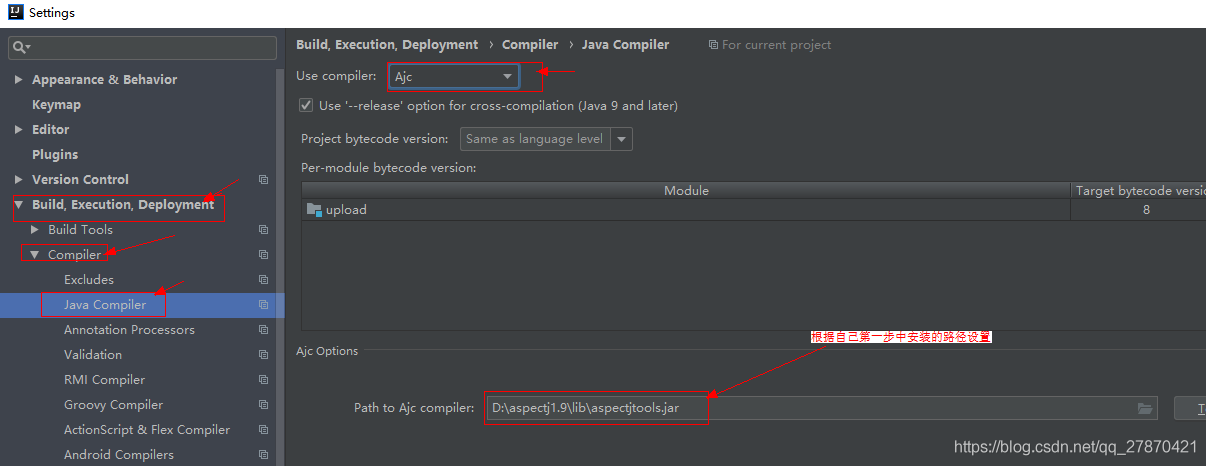 Settings
Build, Execution, Deployment › Compiler › Java Compiler For current project
Use compiler: Ajc
Appearance & Behavior
Use '--release' option for cross-compilation (Java 9 and later)
Keymap
Editor
Project bytecode version: Same as language level
Plugins
Per-module bytecode version:
Version Control
Module Target bytecode versio
Build, Execution, Deployment
upload 8
Build Tools
Compiler
Excludes
Java Compiler
Annotation Processors
根据自己第一步中安装的路径设置
Validation
Ajc Options
RMI Compiler
Groovy Compiler
Path to Ajc compiler: D:\aspectj1.9\lib\aspectjtools.jar
ActionScript & Flex Compiler
Android Compilers
https://blog.csdn.net/qq_27870421